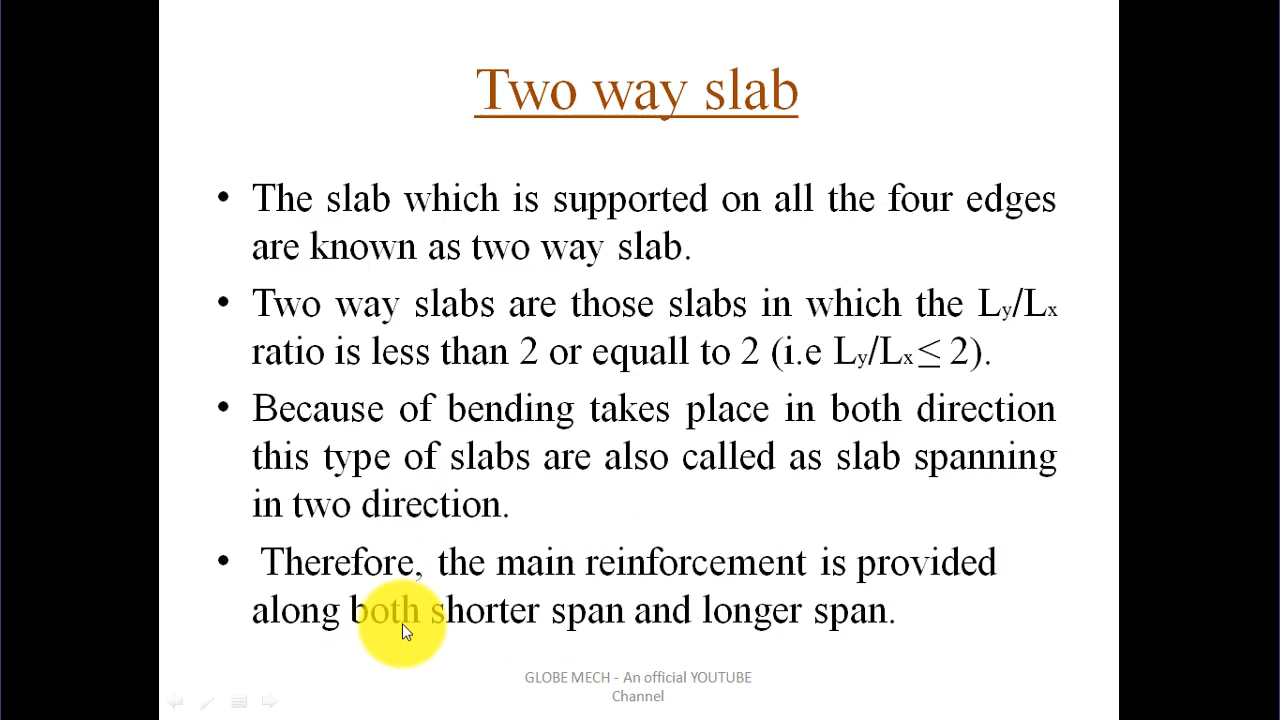 Two way slab
• The slab which is supported on all the four edges
are known as two way slab.
• Two way slabs are those slabs in which the Ly/Lx
ratio is less than 2 or equall to 2 (i.e Ly/Lx ≤ 2).
• Because of bending takes place in both direction
this type of slabs are also called as slab spanning
in two direction.
• Therefore, the main reinforcement is provided
along both shorter span and longer span.
GLOBE MECH - An official YOUTUBE
Channel